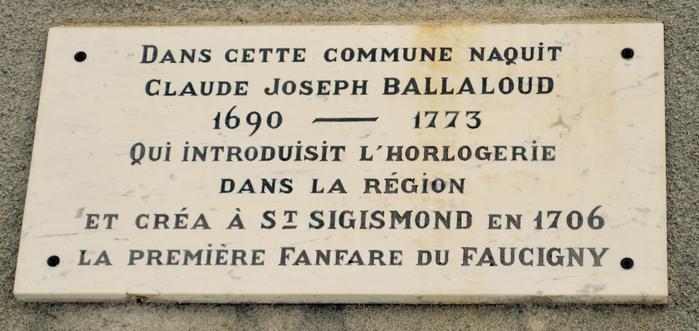 DANS CETTE COMMUNE NAQUIT
CLAUDE JOSEPH BALLALOUD
1690 — 1773
QUI INTRODUISIT L'HORLOGERIE
DANS LA RÉGION
ET CRÉA À ST SIGISMOND EN 1706
LA PREMIÈRE FANFARE DU FAUCIGNY